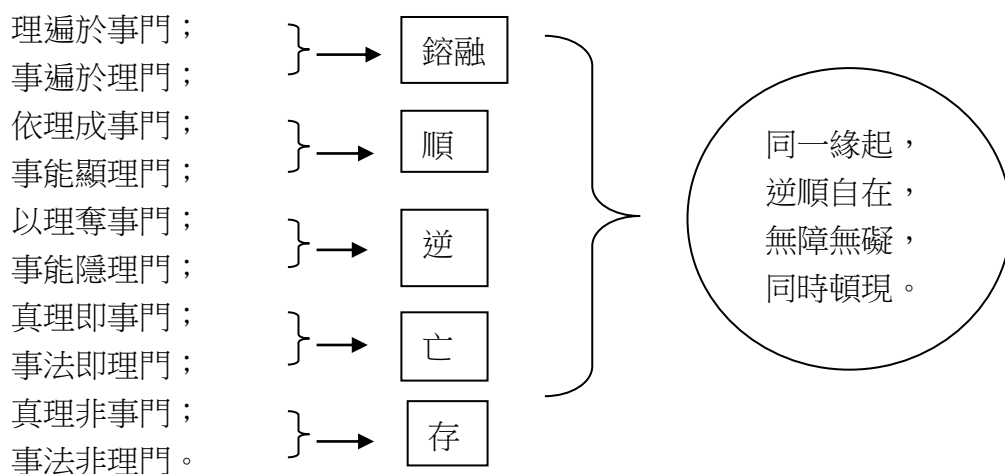 理遍於事門；
事遍於理門；
鎔融
依理成事門；
事能顯理門；
順
以理奪事門；
事能隱理門；
逆
真理即事門；
事法即理門；
亡
真理非事門；
事法非理門。
存
同一緣起，
逆順自在，
無障無礙，
同時頓現。